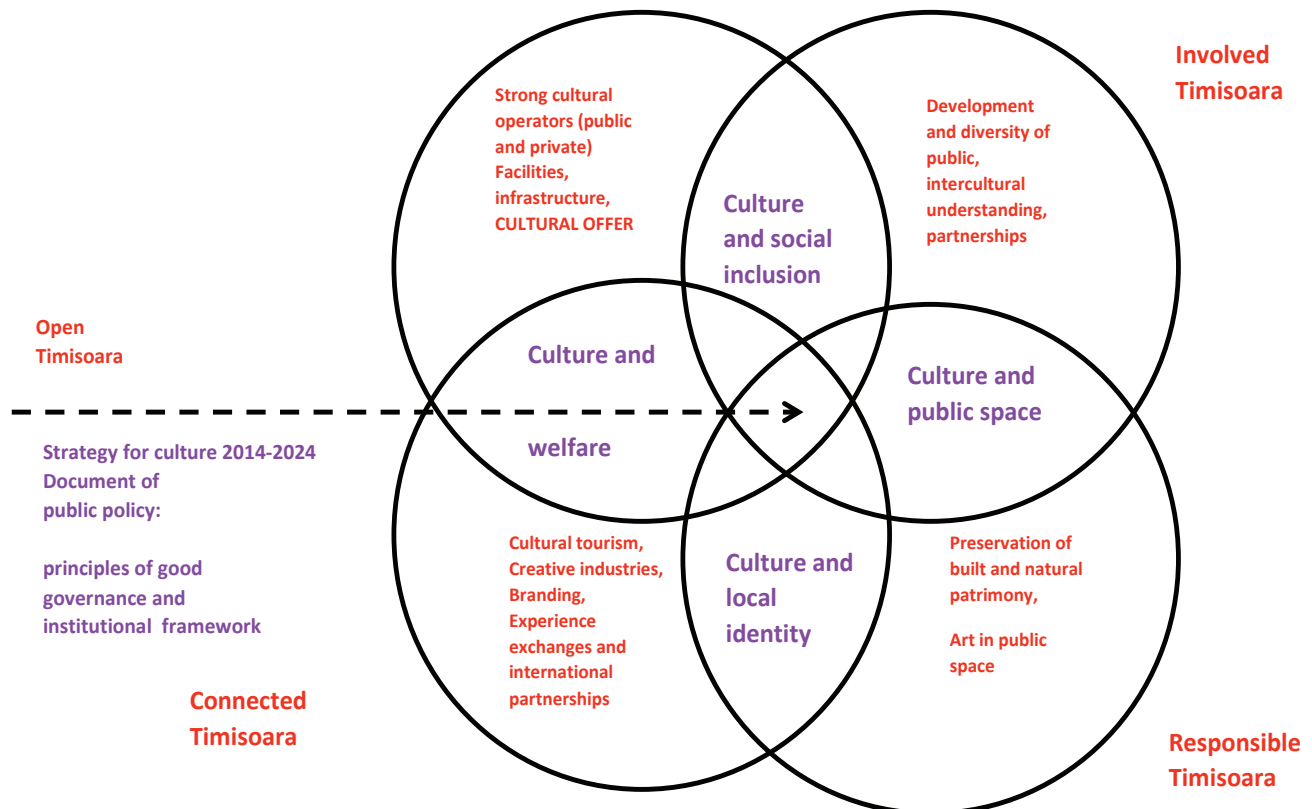 Involved
Timisoara
Strong cultural
operators (public
and private)
Facilities,
infrastructure,
CULTURAL OFFER
Development
and diversity of
public,
intercultural
understanding,
partnerships
Culture
and social
inclusion
Open
Timisoara
Culture and
welfare
Culture and
public space
Strategy for culture 2014-2024
Document of
public policy:
principles of good
governance and
institutional framework
Cultural tourism,
Creative industries,
Branding,
Experience
exchanges and
international
partnerships
Culture and
local
identity
Preservation of
built and natural
patrimony,
Art in public
space
Connected
Timisoara
Responsible
Timisoara